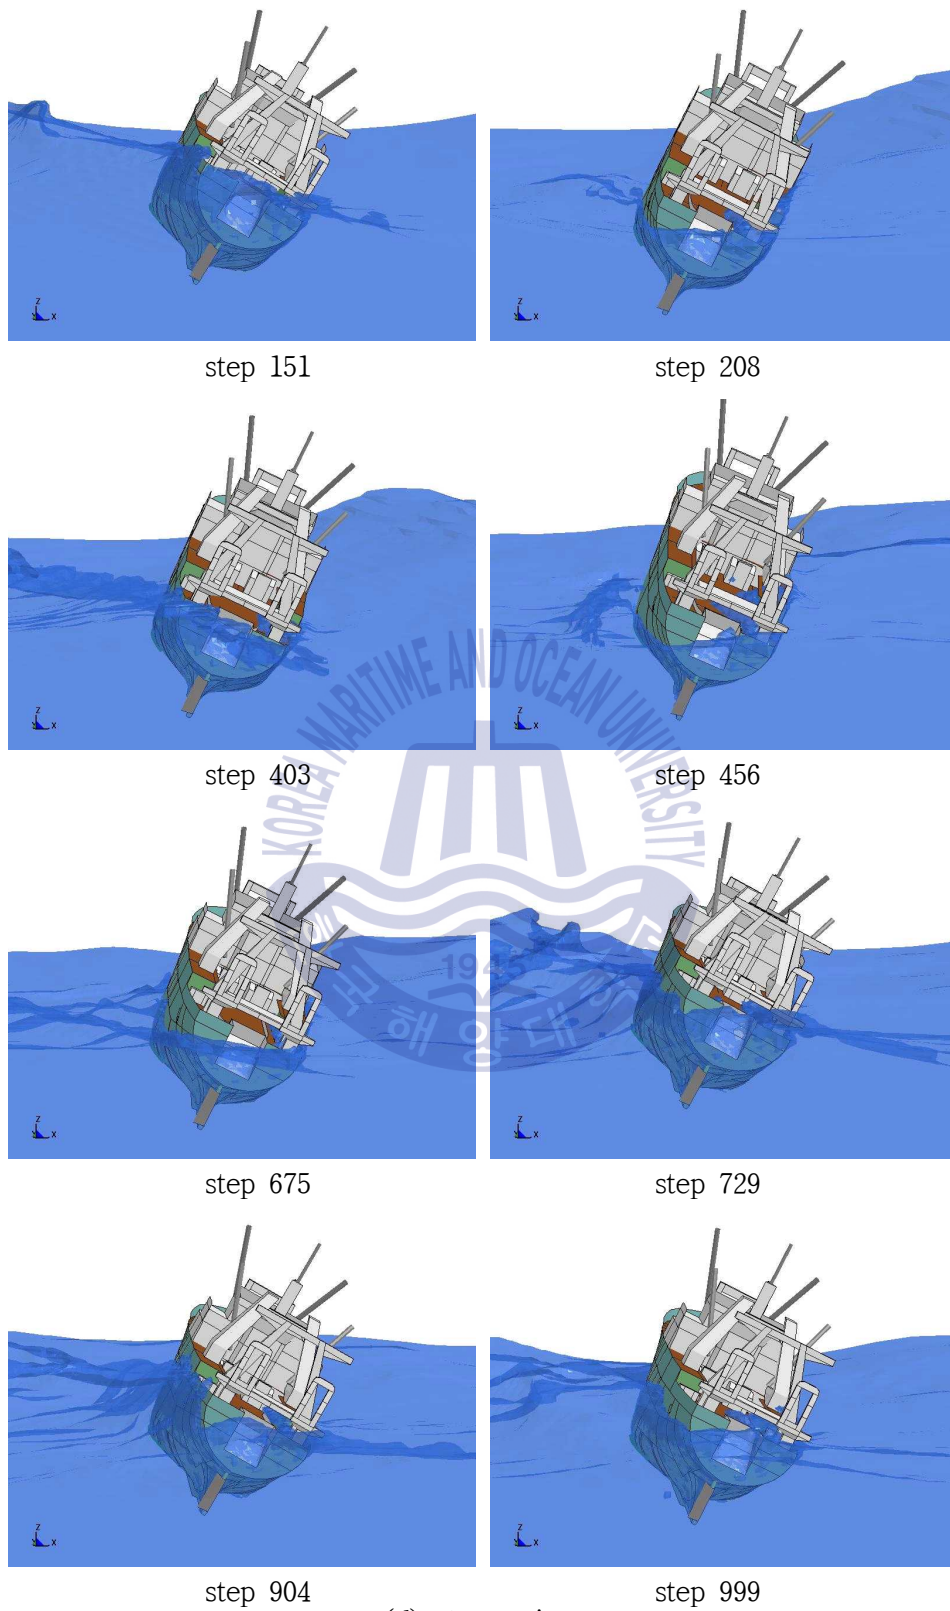 Z
X
Z
X
step 151
step 208
Z
X
Z
X
step 403
step 456
KOREA MARITIME AND OCEAN UNIVERSITY
1945
해양대
Z
X
Z
X
step 675
step 729
Z
X
Z
X
step 904
step 999